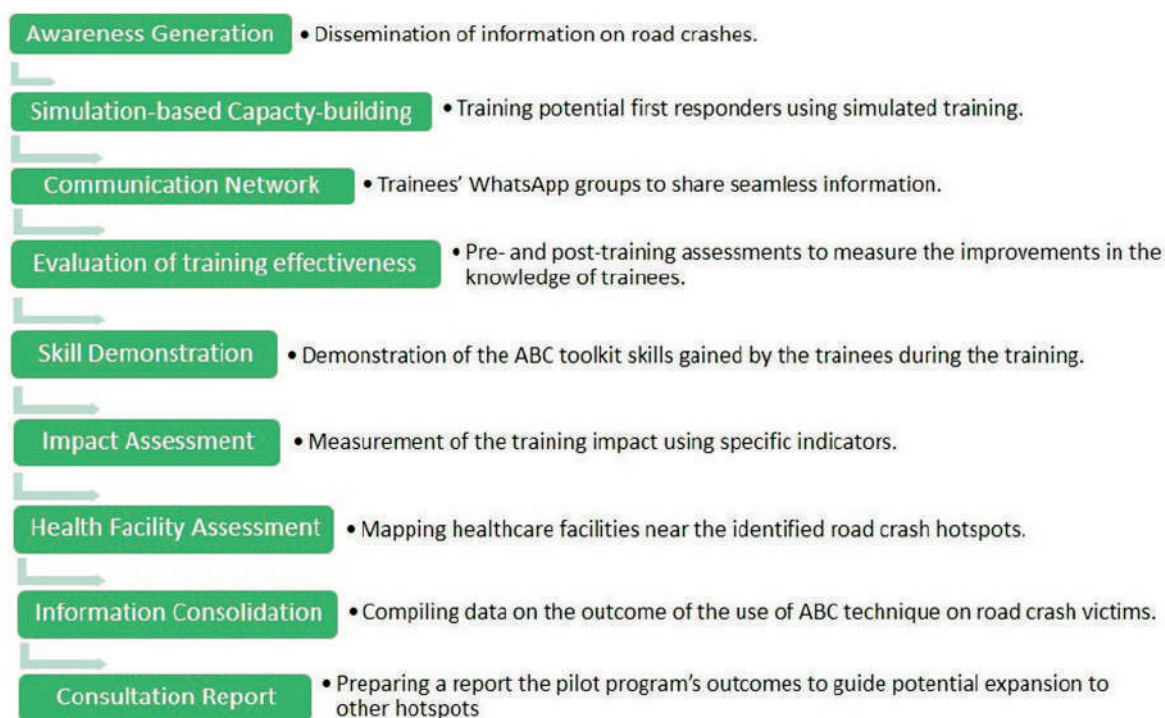 Awareness Generation • Dissemination of information on road crashes.
Simulation-based Capacty-building • Training potential first responders using simulated training.
Communication Network • Trainees’ WhatsApp groups to share seamless information.
Evaluation of training effectiveness • Pre- and post-training assessments to measure the improvements in the
knowledge of trainees.
Skill Demonstration • Demonstration of the ABC toolkit skills gained by the trainees during the training.
Impact Assessment • Measurement of the training impact using specific indicators.
Health Facility Assessment • Mapping healthcare facilities near the identified road crash hotspots.
Information Consolidation • Compiling data on the outcome of the use of ABC technique on road crash victims.
Consultation Report • Preparing a report the pilot program’s outcomes to guide potential expansion to
other hotspots